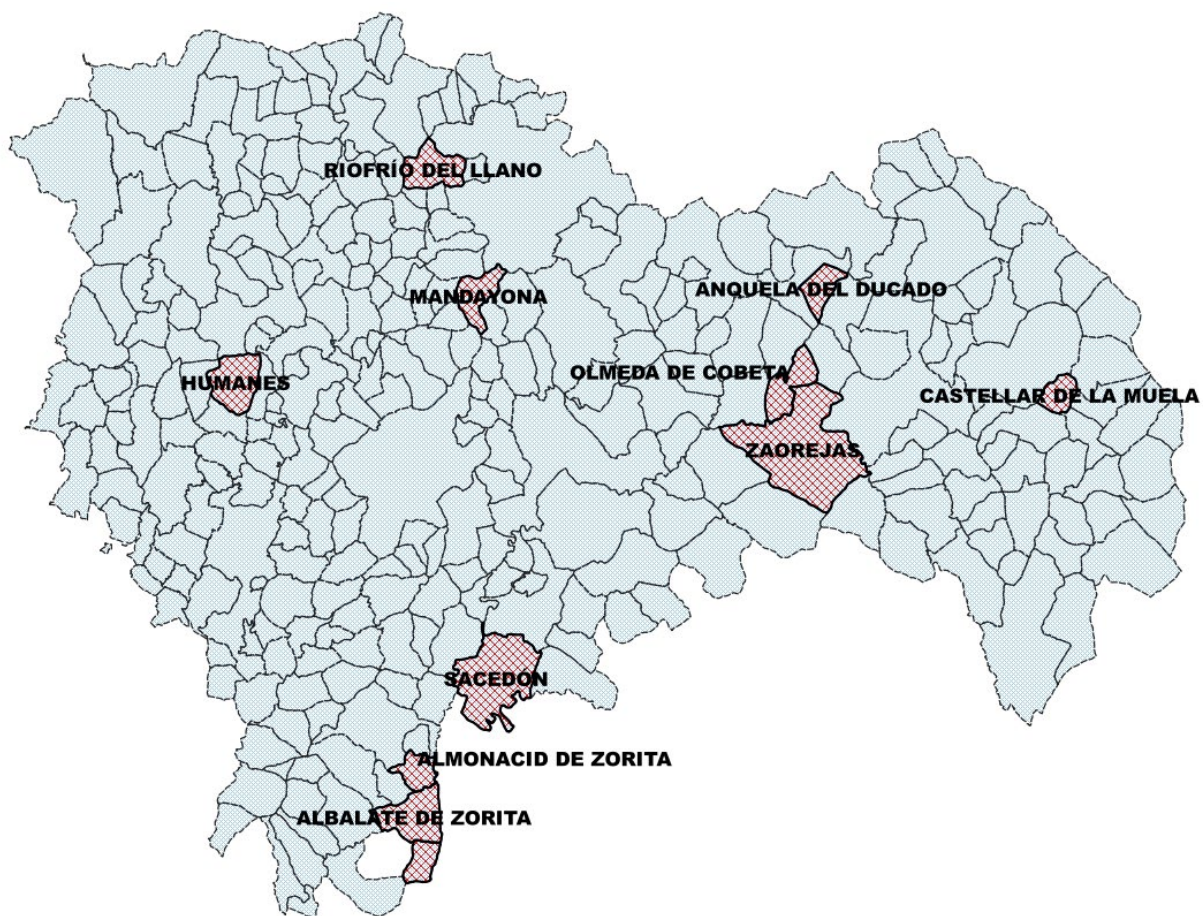 RIOFRÍO DEL LLANO
MANDAYONA
ANQUELA DEL DUCADO
OLMEDA DE COBETA
HUMANES
CASTELLAR DE LA MUELA
ZAOREJAS
SACEDÓN
ALMONACID DE ZORITA
ALBALATE DE ZORITA